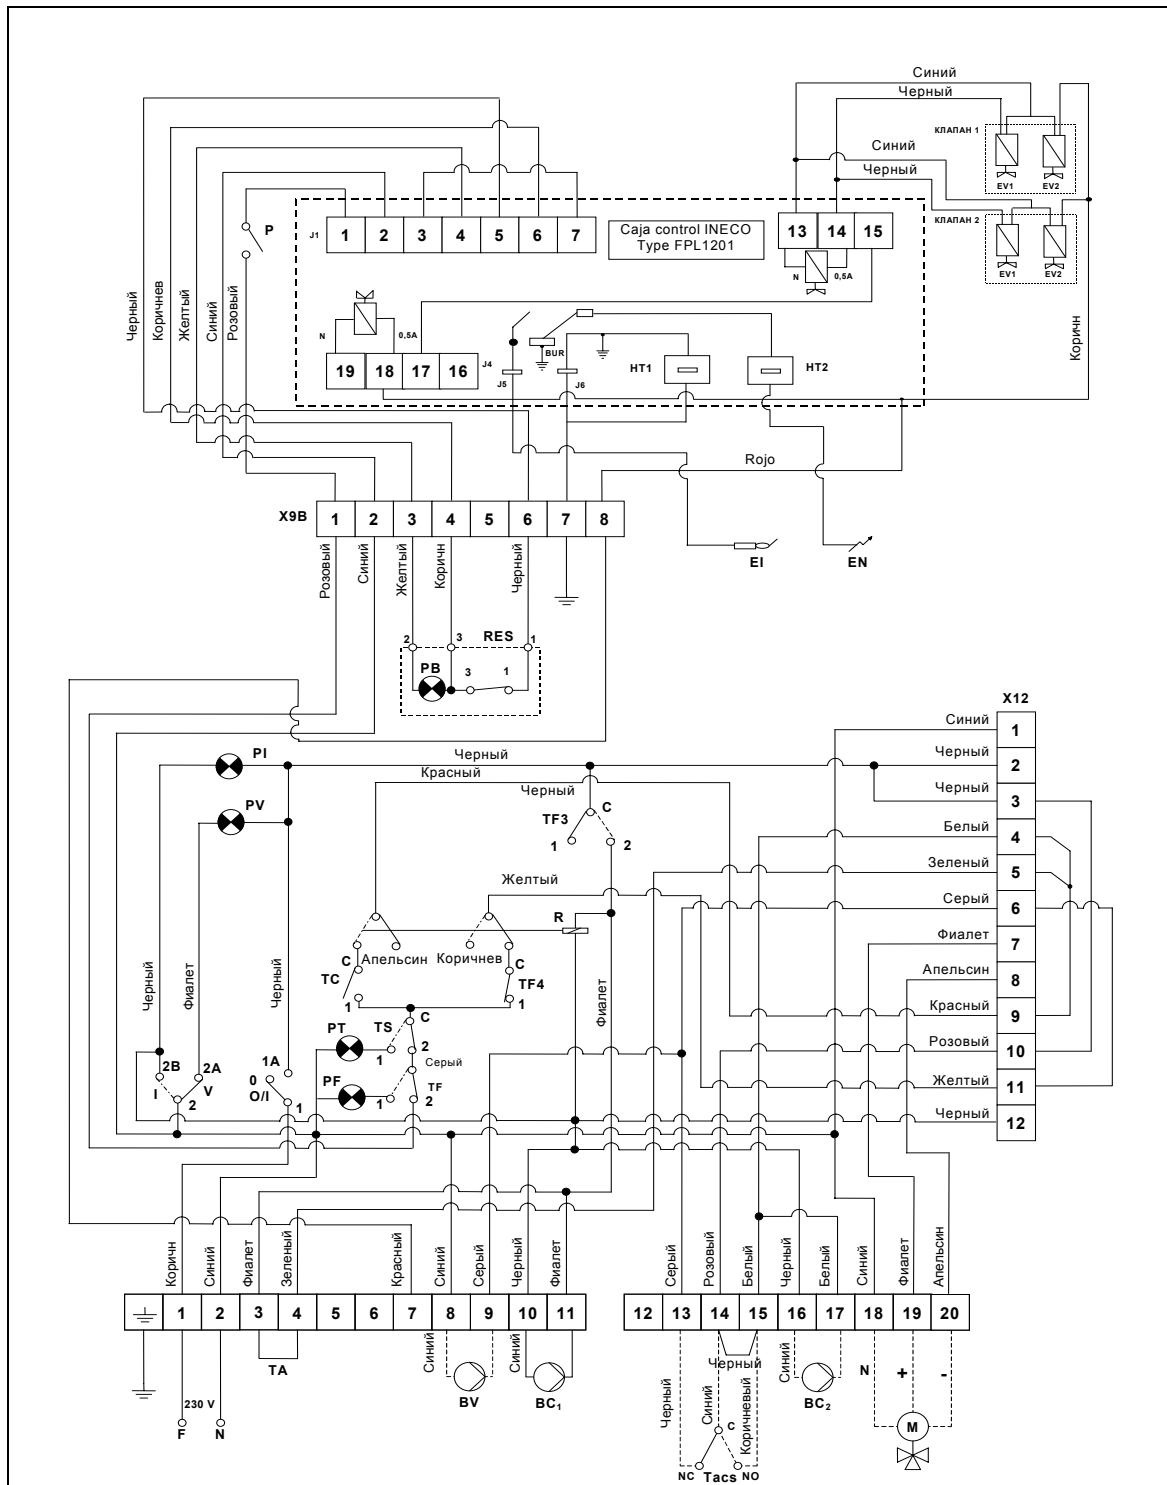 Синий
Черный
КЛАПАН 1
EV1 EV2
Синий
Черный
КЛАПАН 2
EV1 EV2
P
J1 1 2 3 4 5 6 7
Caja control INECO
Type FPL1201
13 14 15
N 0,5A
Черный
Коричнев
Желтый
Синий
Розовый
N 0,5A
19 18 17 16
J4
J5
BUR
J6
HT1
HT2
Коричн
Rojo
X9B 1 2 3 4 5 6 7 8
Розовый
Синий
Желтый
Коричн
Черный
EI EN
2 3 RES 1
PB 3 1
X12
Синий 1
PI Черный 2
Красный
Черный
Черный 3
PV
TF3 C
1 2
Белый 4
Зеленый 5
Желтый
Серый 6
R
Фиалет 7
C Апельсин Коричнев C
TC TF4
1 1
Апельсин 8
Красный 9
Черный
Фиалет
Черный
Фиалет
PT TS C
1 2
Серый
Розовый 10
2B 2A
I V
2
1A
0
O/I
1
PF TF
1 2
Желтый 11
Черный 12
Коричн
Синий
Фиалет
Зеленый
Красный
Синий
Серый
Черный
Фиалет
Серый
Розовый
Белый
Черный
Белый
Синий
Фиалет
Апельсин
1 2 3 4 5 6 7 8 9 10 11
12 13 14 15 16 17 18 19 20
TA
Синий
BV
Синий
BC1
230 V
F N
Черный
Черный
Синий
Коричневый
C
NC Tacs NO
Синий
BC2
N + -
M